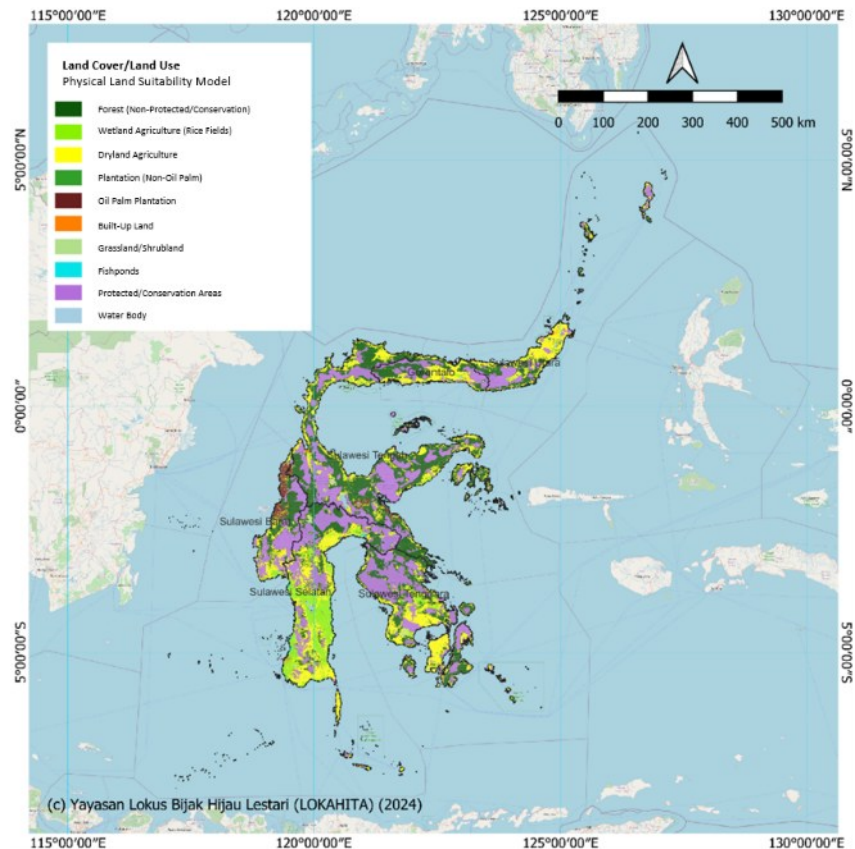 115°00'00"E 120°00'00"E 125°00'00"E 130°00'00"E
Land Cover/Land Use
Physical Land Suitability Model
Forest (Non-Protected/Conservation)
Wetland Agriculture (Rice Fields)
Dryland Agriculture
Plantation (Non-Oil Palm)
Oil Palm Plantation
Built-Up Land
Grassland/Shrubland
Fishponds
Protected/Conservation Areas
Water Body
0 100 200 300 400 500 km
5°00'00"N 5°00'00"N
Gorontalo
0°00'00" 0°00'00"
Sulawesi
Sulawesi Selatan
Sulawesi Tenggara
5°00'00"S 5°00'00"S
(c) Yayasan Lokus Bijak Hijau Lestari (LOKAHITA) (2024)
115°00'00"E 120°00'00"E 125°00'00"E 130°00'00"E